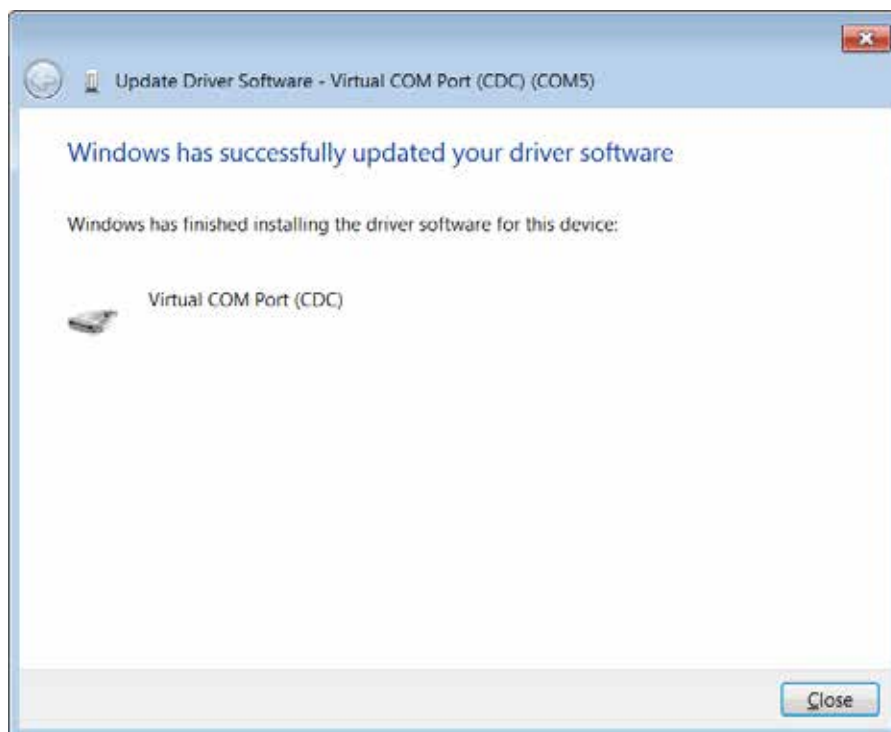 Update Driver Software - Virtual COM Port (CDC) (COM5)
Windows has successfully updated your driver software
Windows has finished installing the driver software for this device:
Virtual COM Port (CDC)
Close